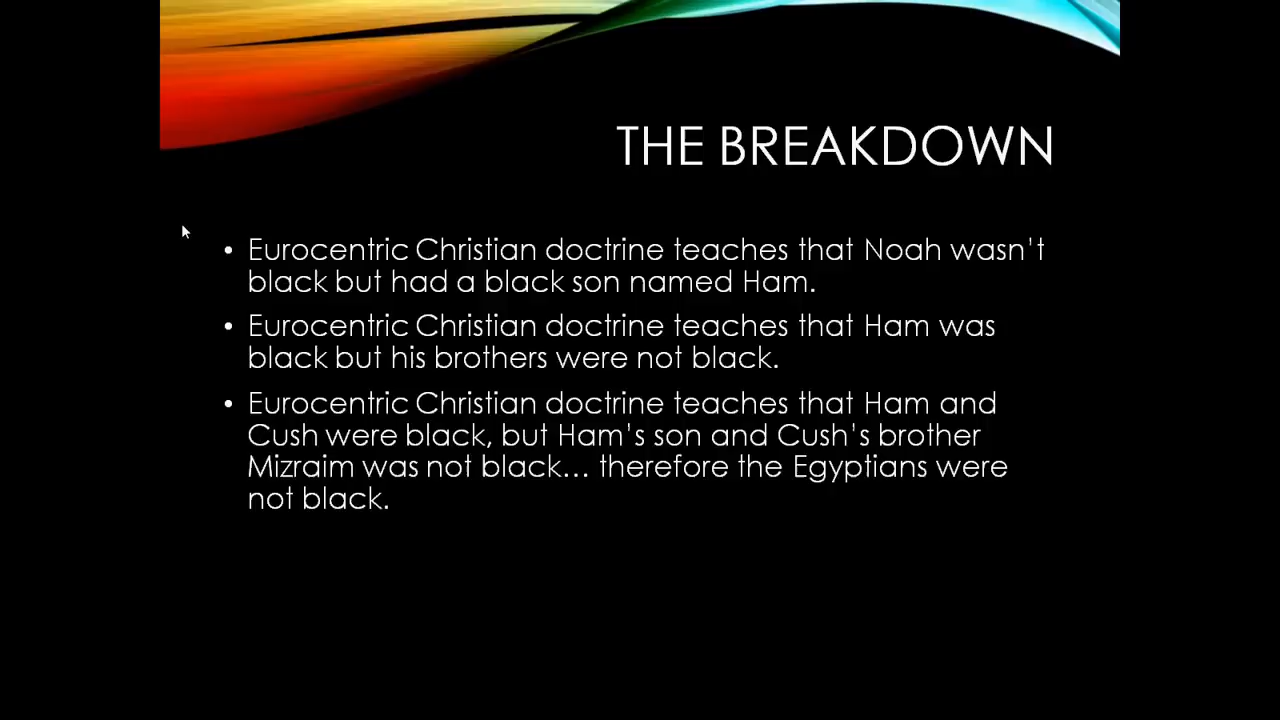 THE BREAKDOWN
• Eurocentric Christian doctrine teaches that Noah wasn't
black but had a black son named Ham.
• Eurocentric Christian doctrine teaches that Ham was
black but his brothers were not black.
• Eurocentric Christian doctrine teaches that Ham and
Cush were black, but Ham's son and Cush's brother
Mizraim was not black… therefore the Egyptians were
not black.